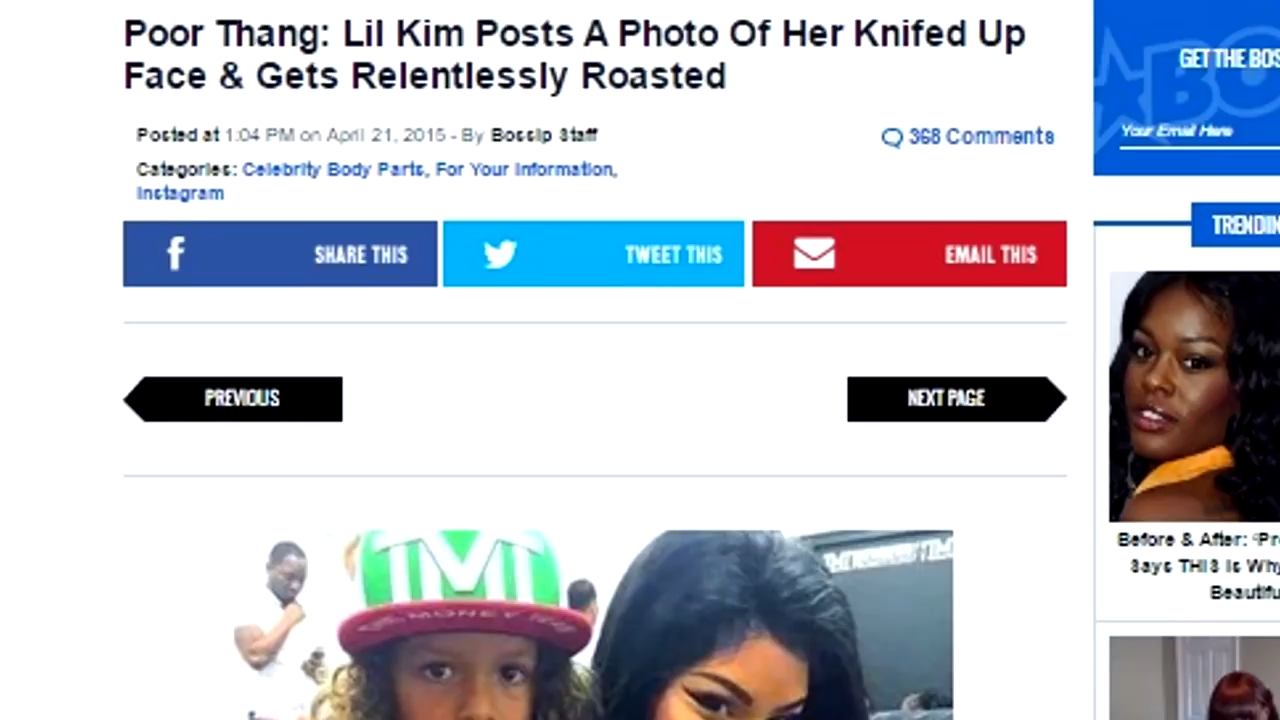 Poor Thang: Lil Kim Posts A Photo Of Her Knifed Up
Face & Gets Relentlessly Roasted
Posted at 1:04 PM on April 21, 2015 - By Bossip Staff
368 Comments
Categories: Celebrity Body Parts, For Your Information,
Instagram
SHARE THIS
TWEET THIS
EMAIL THIS
PREVIOUS
NEXT PAGE
MONEY
GET THE BOS
Your Email Here
TRENDIN
Before & After: "Pr
Says THIS Is Why
Beautifu